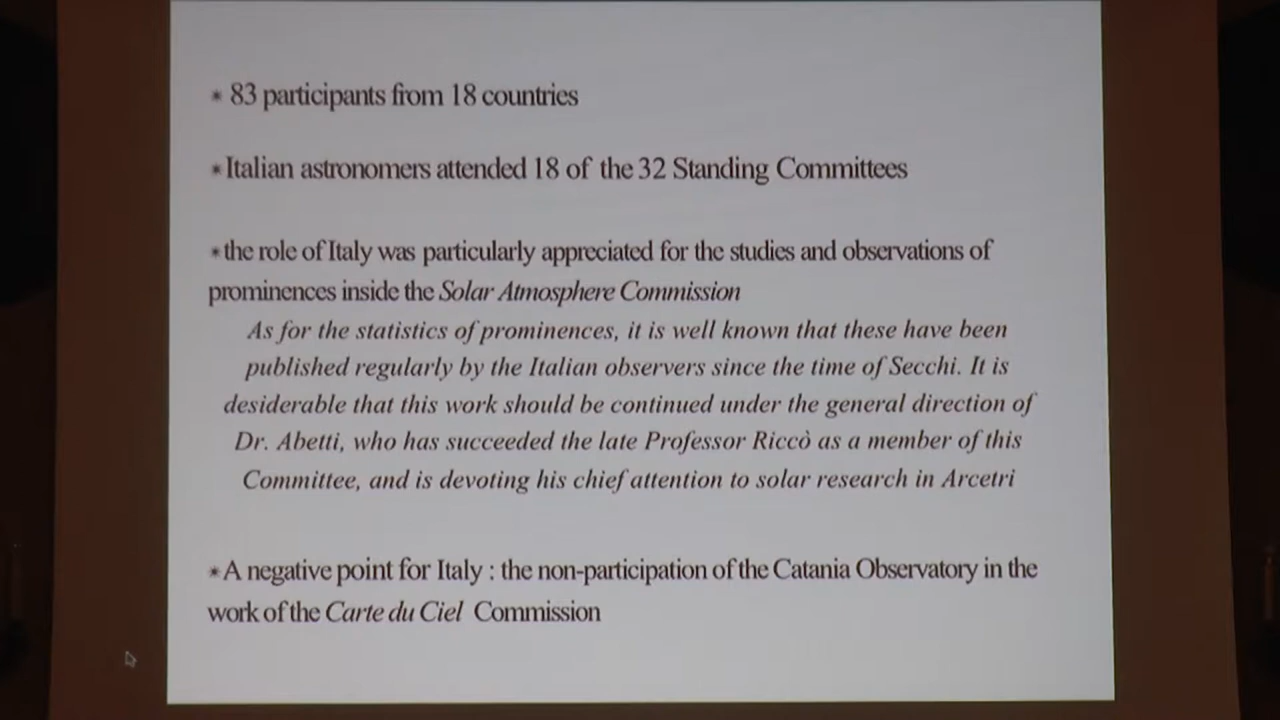 * 83 participants from 18 countries
* Italian astronomers attended 18 of the 32 Standing Committees
* the role of Italy was particularly appreciated for the studies and observations of
prominences inside the Solar Atmosphere Commission
As for the statistics of prominences, it is well known that these have been
published regularly by the Italian observers since the time of Secchi. It is
desiderable that this work should be continued under the general direction of
Dr. Abetti, who has succeeded the late Professor Riccò as a member of this
Committee, and is devoting his chief attention to solar research in Arcetri
* A negative point for Italy : the non-participation of the Catania Observatory in the
work of the Carte du Ciel Commission